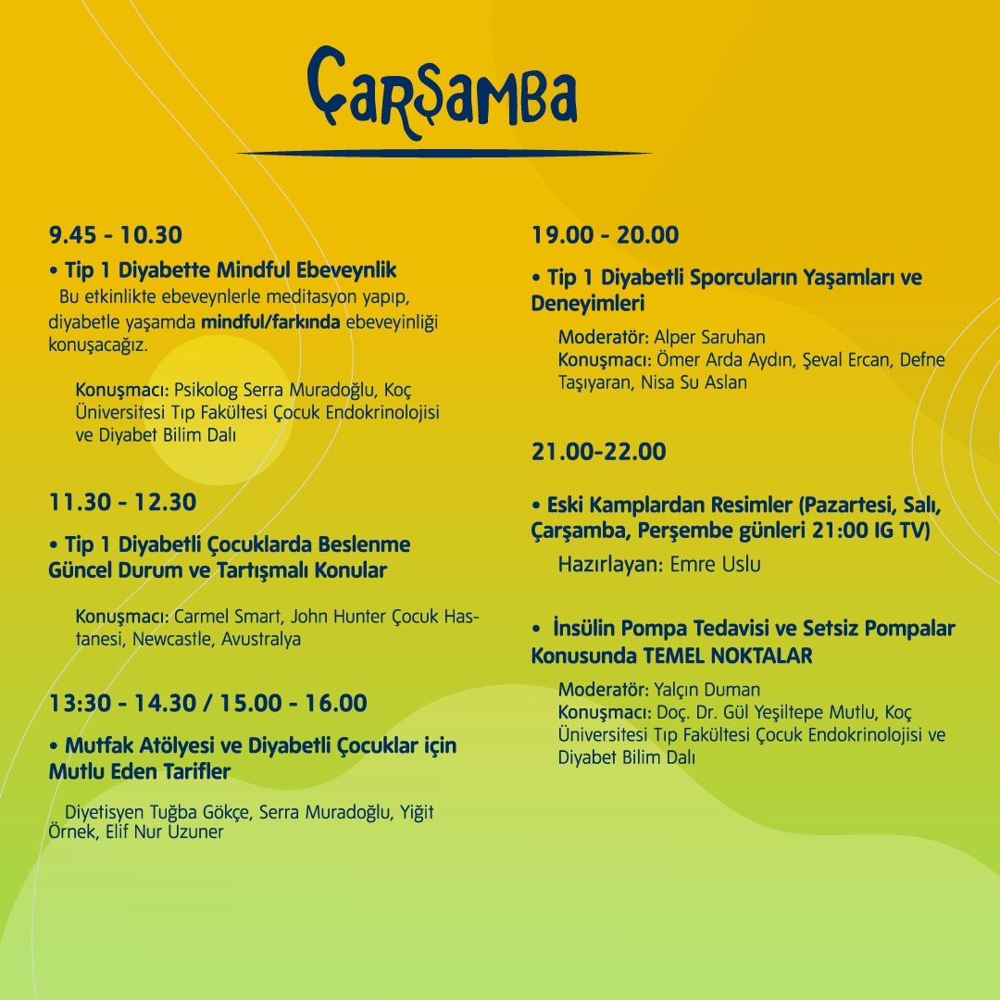 Çarşamba
9.45 - 10.30
• Tip 1 Diyabette Mindful Ebeveynlik
Bu etkinlikte ebeveynlerle meditasyon yapıp,
diyabetle yaşamda mindful/farkında ebeveyinliği
konuşacağız.
Konuşmacı: Psikolog Serra Muradoğlu, Koç
Üniversitesi Tıp Fakültesi Çocuk Endokrinolojisi
ve Diyabet Bilim Dalı
11.30 - 12.30
• Tip 1 Diyabetli Çocuklarda Beslenme
Güncel Durum ve Tartışmalı Konular
Konuşmacı: Carmel Smart, John Hunter Çocuk Has-
tanesi, Newcastle, Avustralya
13:30 - 14.30 / 15.00 - 16.00
• Mutfak Atölyesi ve Diyabetli Çocuklar için
Mutlu Eden Tarifler
Diyetisyen Tuğba Gökçe, Serra Muradoğlu, Yiğit
Örnek, Elif Nur Uzuner
19.00 - 20.00
• Tip 1 Diyabetli Sporcuların Yaşamları ve
Deneyimleri
Moderatör: Alper Saruhan
Konuşmacı: Ömer Arda Aydın, Şeval Ercan, Defne
Taşıyaran, Nisa Su Aslan
21.00-22.00
• Eski Kamplardan Resimler (Pazartesi, Salı,
Çarşamba, Perşembe günleri 21:00 IG TV)
Hazırlayan: Emre Uslu
• İnsülin Pompa Tedavisi ve Setsiz Pompalar
Konusunda TEMEL NOKTALAR
Moderatör: Yalçın Duman
Konuşmacı: Doç. Dr. Gül Yeşiltepe Mutlu, Koç
Üniversitesi Tıp Fakültesi Çocuk Endokrinolojisi ve
Diyabet Bilim Dalı